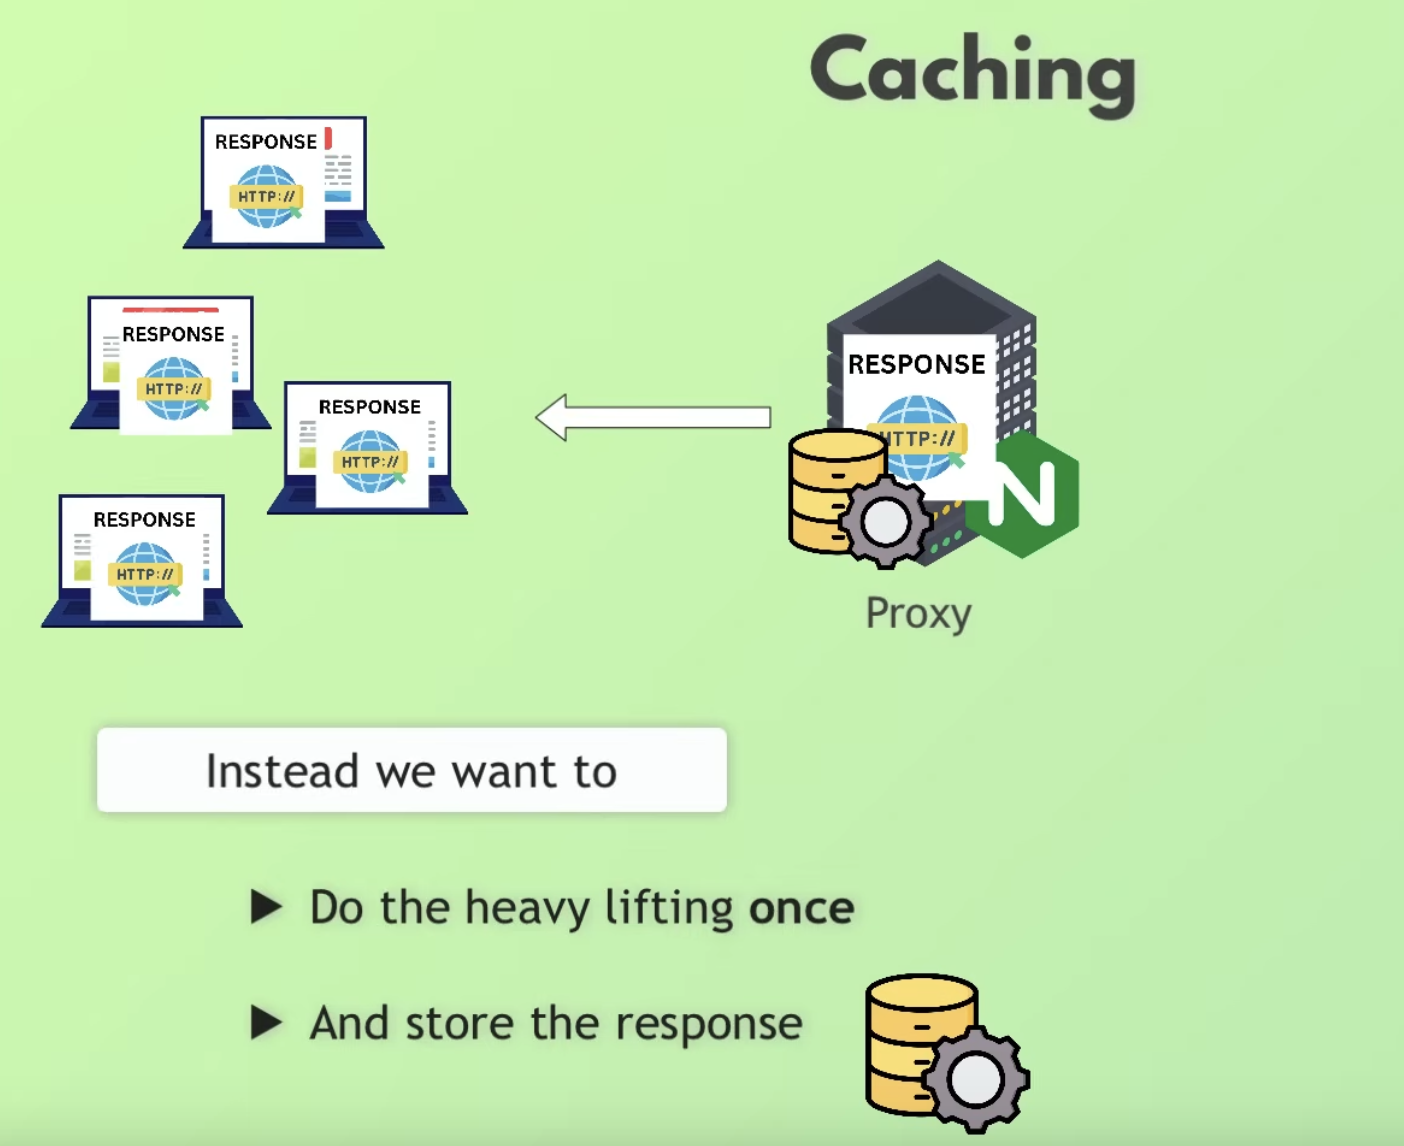 Caching
RESPONSE
HTTP://
RESPONSE
HTTP://
RESPONSE
HTTP://
RESPONSE
HTTP://
RESPONSE
HTTP://
N
Proxy
Instead we want to
Do the heavy lifting once
And store the response